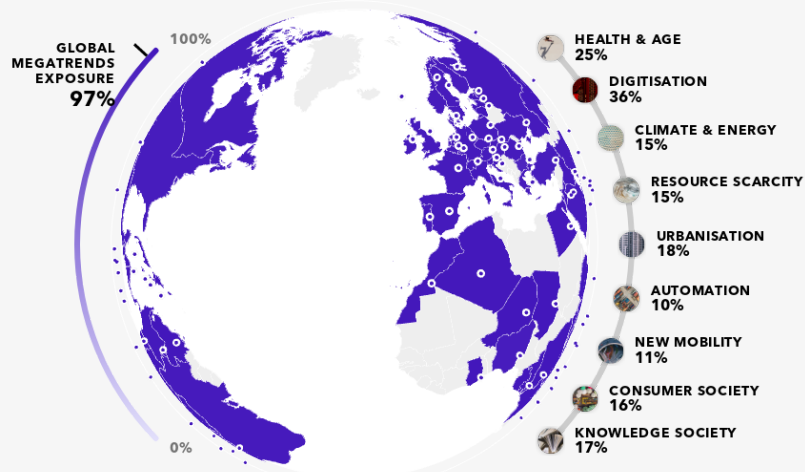 GLOBAL
MEGATRENDS
EXPOSURE
97%
100%
0%
HEALTH & AGE
25%
DIGITISATION
36%
CLIMATE & ENERGY
15%
RESOURCE SCARCITY
15%
URBANISATION
18%
AUTOMATION
10%
NEW MOBILITY
11%
CONSUMER SOCIETY
16%
KNOWLEDGE SOCIETY
17%